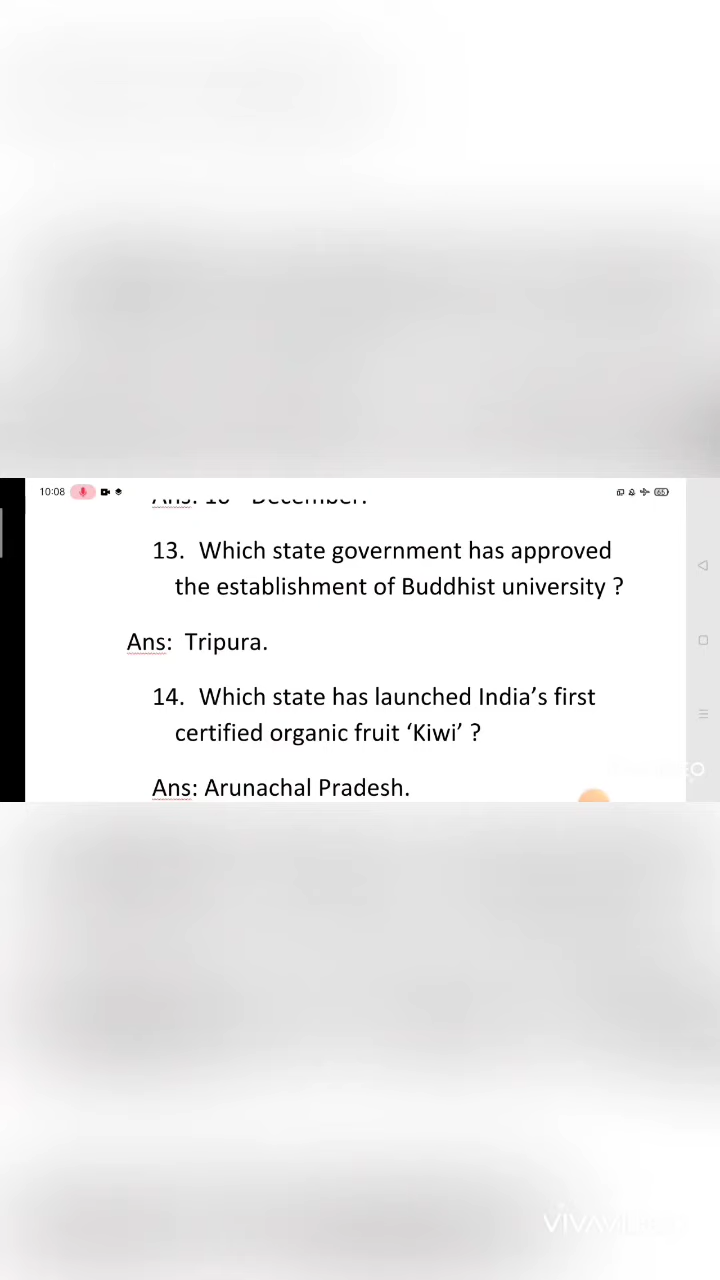 10:08
65
13. Which state government has approved
the establishment of Buddhist university ?
Ans: Tripura.
14. Which state has launched India's first
certified organic fruit ‘Kiwi’ ?
Ans: Arunachal Pradesh.